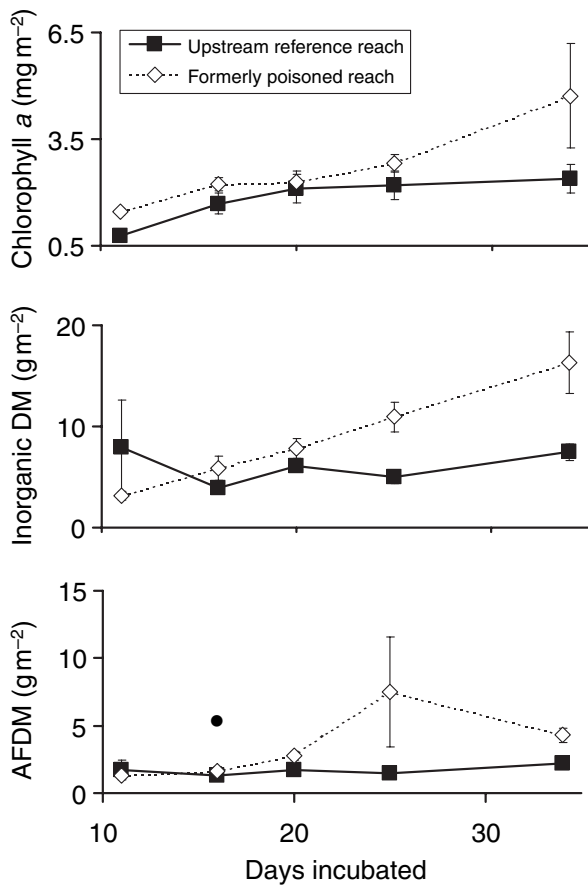 6.5
3.5
0.5
Chlorophyll a (mg m⁻²)
Upstream reference reach
Formerly poisoned reach
20
10
0
Inorganic DM (g m⁻²)
15
10
5
0
AFDM (g m⁻²)
10 20 30
Days incubated